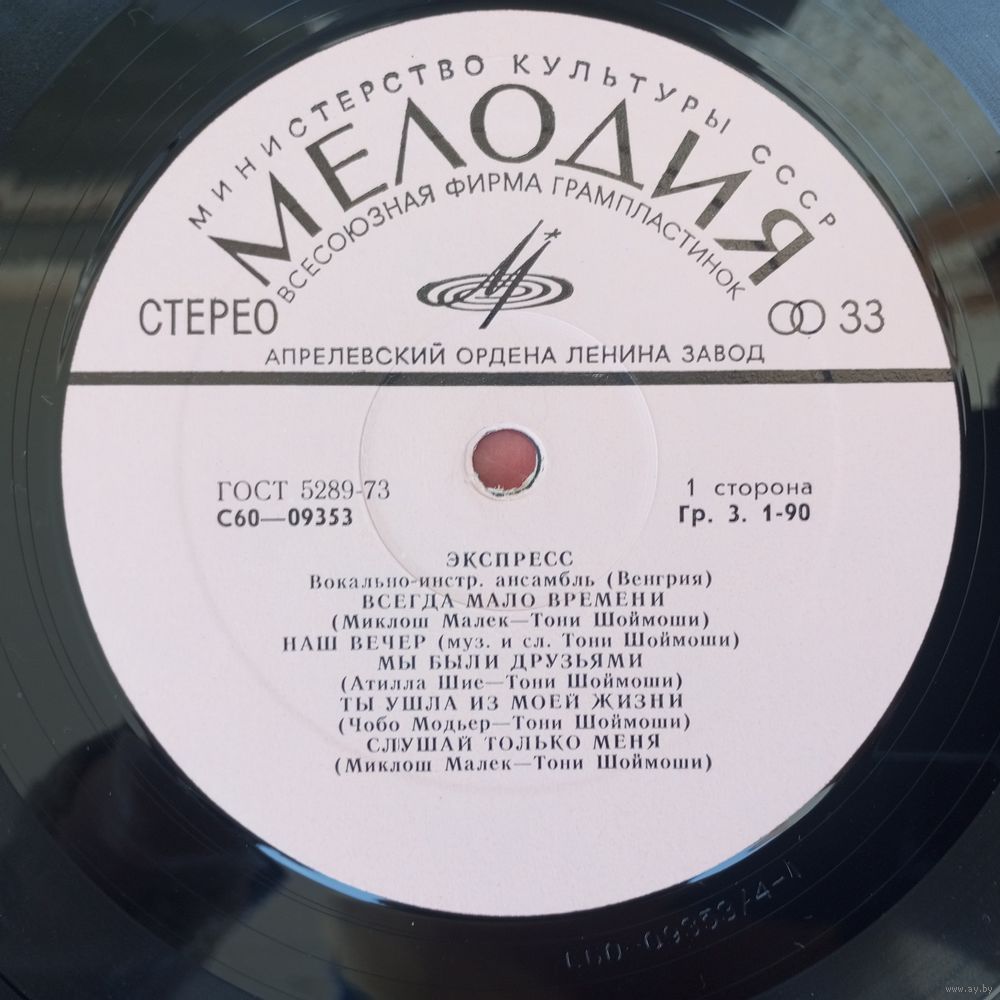 МИНИСТЕРСТВО КУЛЬТУРЫ СССР
МЕЛОДИЯ
ВСЕСОЮЗНАЯ ФИРМА ГРАМПЛАСТИНОК
СТЕРЕО
33
АПРЕЛЕВСКИЙ ОРДЕНА ЛЕНИНА ЗАВОД
ГОСТ 5289-73
С60—09353
1 сторона
Гр. 3. 1-90
ЭКСПРЕСС
Вокально-инстр. ансамбль (Венгрия)
ВСЕГДА МАЛО ВРЕМЕНИ
(Миклош Малек—Тони Шоймоши)
НАШ ВЕЧЕР (муз. и сл. Тони Шоймоши)
МЫ БЫЛИ ДРУЗЬЯМИ
(Атилла Шие—Тони Шоймоши)
ТЫ УШЛА ИЗ МОЕЙ ЖИЗНИ
(Чобо Модьер—Тони Шоймоши)
СЛУШАЙ ТОЛЬКО МЕНЯ
(Миклош Малек—Тони Шоймоши)
www.ay.by